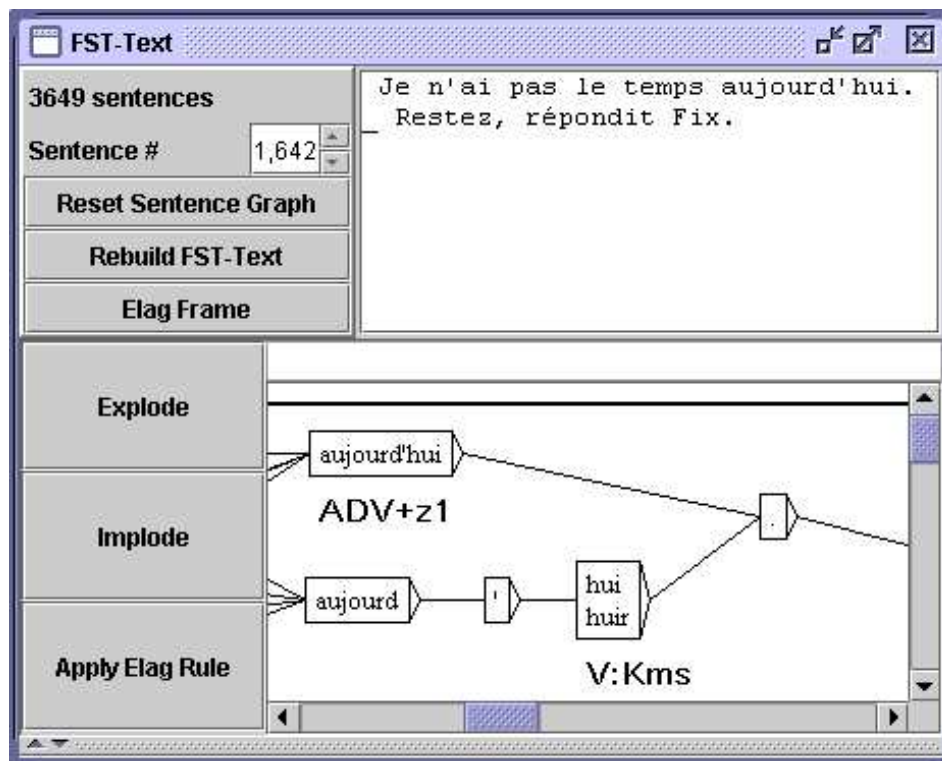 FST-Text
3649 sentences
Sentence # 1,642
Reset Sentence Graph
Rebuild FST-Text
Elag Frame
Je n'ai pas le temps aujourd'hui.
_ Restez, répondit Fix.
Explode
Implode
Apply Elag Rule
aujourd'hui
ADV+z1
.
aujourd
'
hui
huir
V:Kms